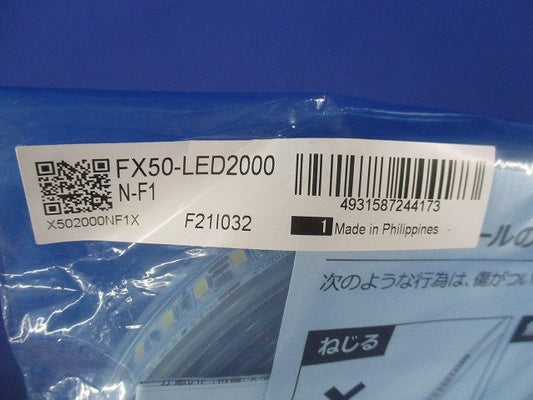 FX50-LED2000
N-F1
X502000NF1X
F21I032
4931587244173
1 Made in Philippines
ールの
次のような行為は、傷がつい
ねじる